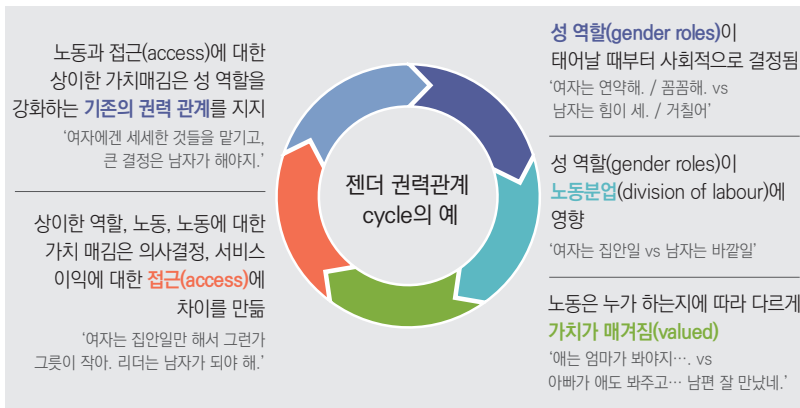 성 역할(gender roles)이
태어날 때부터 사회적으로 결정됨
‘여자는 연약해. / 꼼꼼해. vs
남자는 힘이 세. / 거칠어’
성 역할(gender roles)이
노동분업(division of labour)에
영향
‘여자는 집안일 vs 남자는 바깥일’
노동은 누가 하는지에 따라 다르게
가치가 매겨짐(valued)
‘애는 엄마가 봐야지…. vs
아빠가 애도 봐주고… 남편 잘 만났네.’
상이한 역할, 노동, 노동에 대한
가치 매김은 의사결정, 서비스
이익에 대한 접근(access)에
차이를 만듦
‘여자는 집안일만 해서 그런가
그릇이 작아. 리더는 남자가 되야 해.’
노동과 접근(access)에 대한
상이한 가치매김은 성 역할을
강화하는 기존의 권력 관계를 지지
‘여자에겐 세세한 것들을 맡기고,
큰 결정은 남자가 해야지.’
젠더 권력관계
cycle의 예